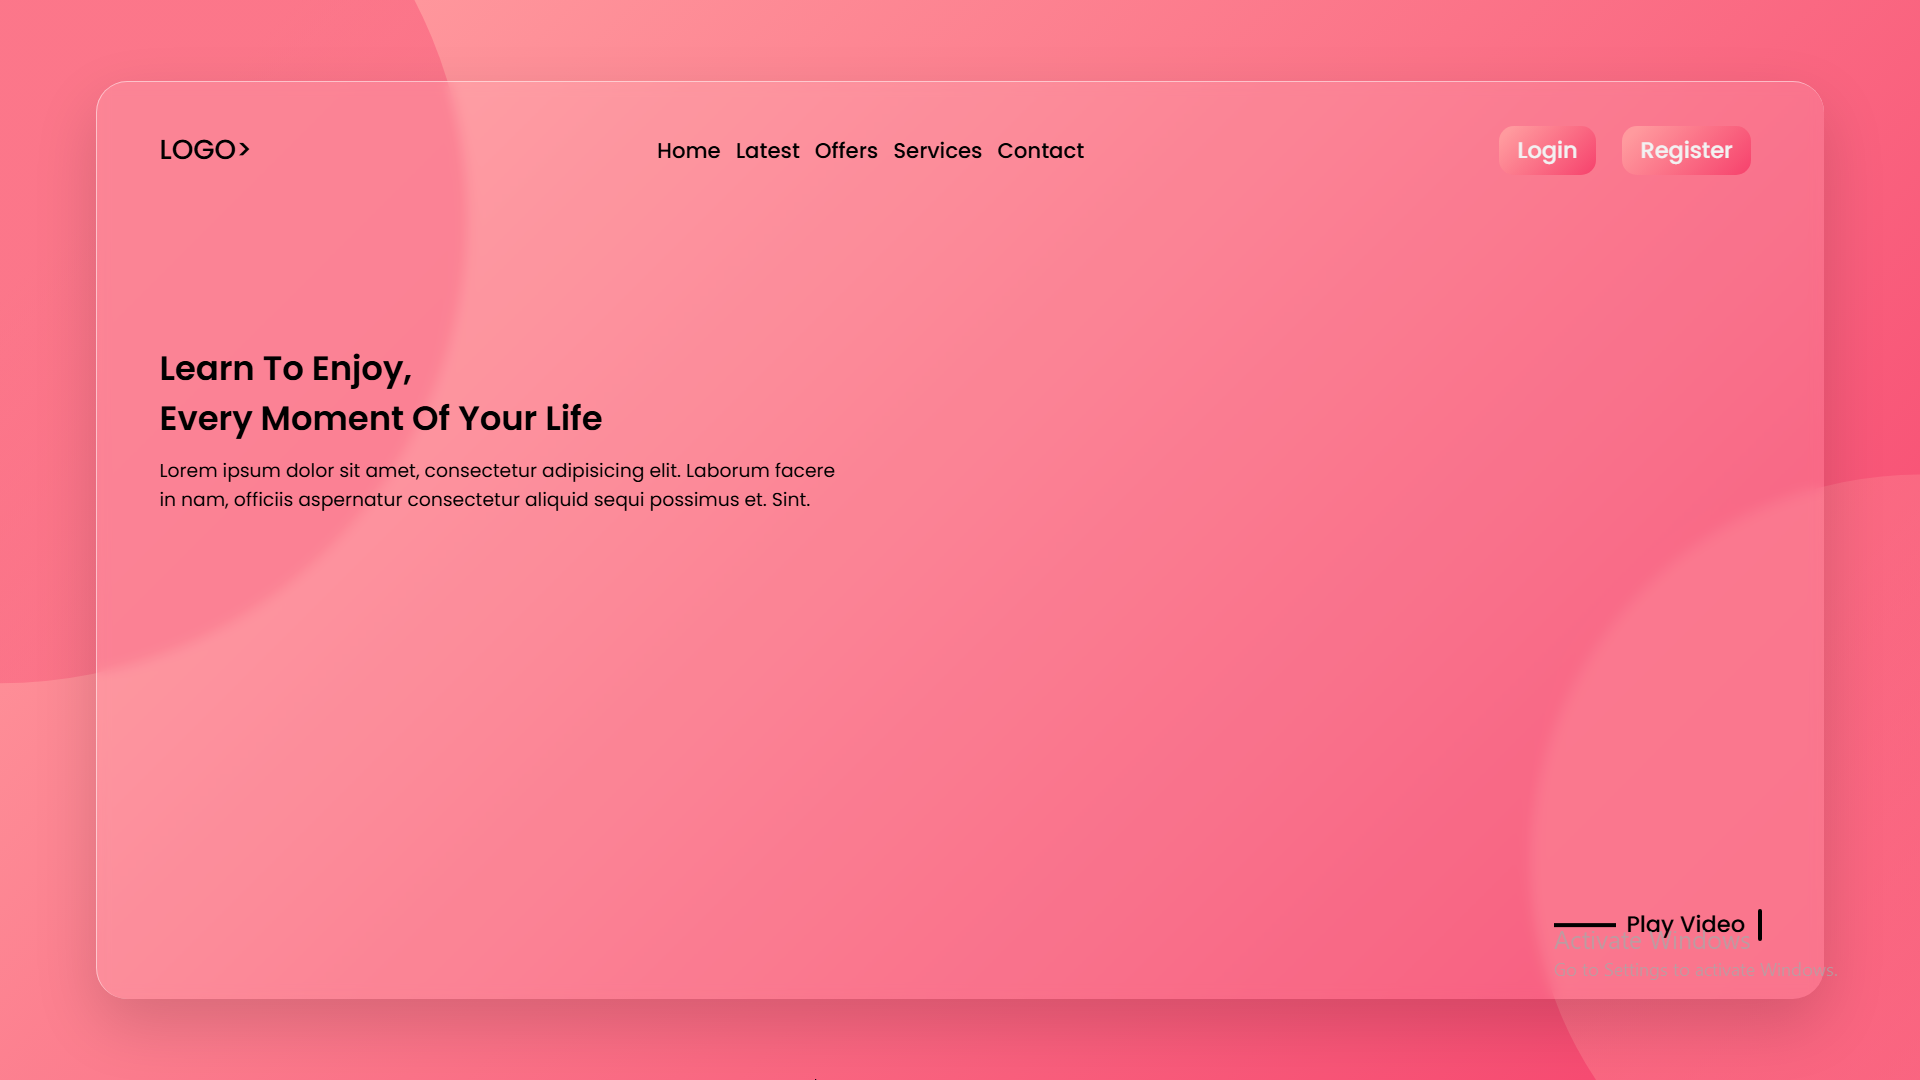 LOGO>
Home Latest Offers Services Contact
Login
Register
Learn To Enjoy,
Every Moment Of Your Life
Lorem ipsum dolor sit amet, consectetur adipisicing elit. Laborum facere
in nam, officiis aspernatur consectetur aliquid sequi possimus et. Sint.
Play Video
Activate Windows
Go to Settings to activate Windows.